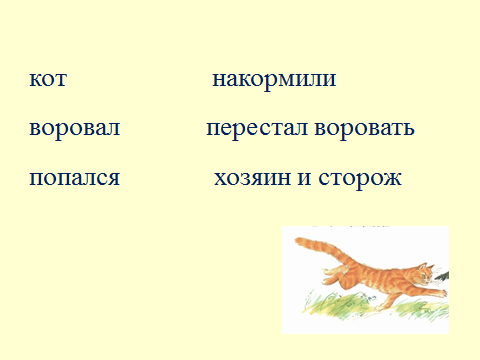 кот накормили
воровал перестал воровать
попался хозяин и сторож